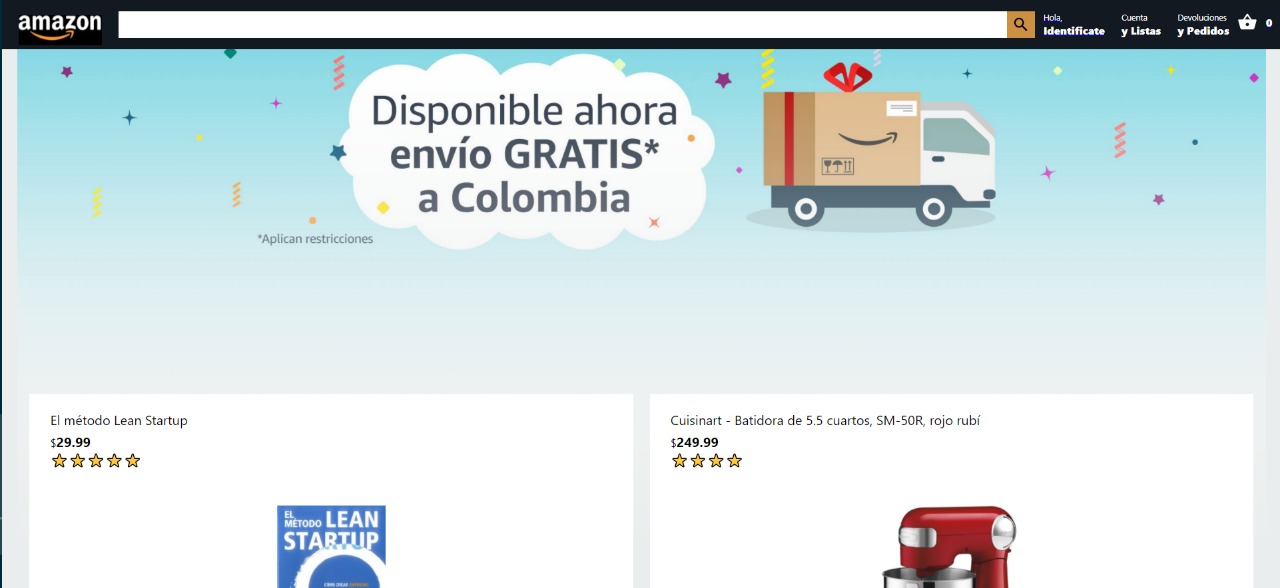 amazon
Hola,
Identifícate
Cuenta
y Listas
Devoluciones
y Pedidos
0
Disponible ahora
envío GRATIS*
a Colombia
*Aplican restricciones
El método Lean Startup
$29.99
Cuisinart - Batidora de 5.5 cuartos, SM-50R, rojo rubí
$249.99
EL
MÉTODO LEAN
STARTUP